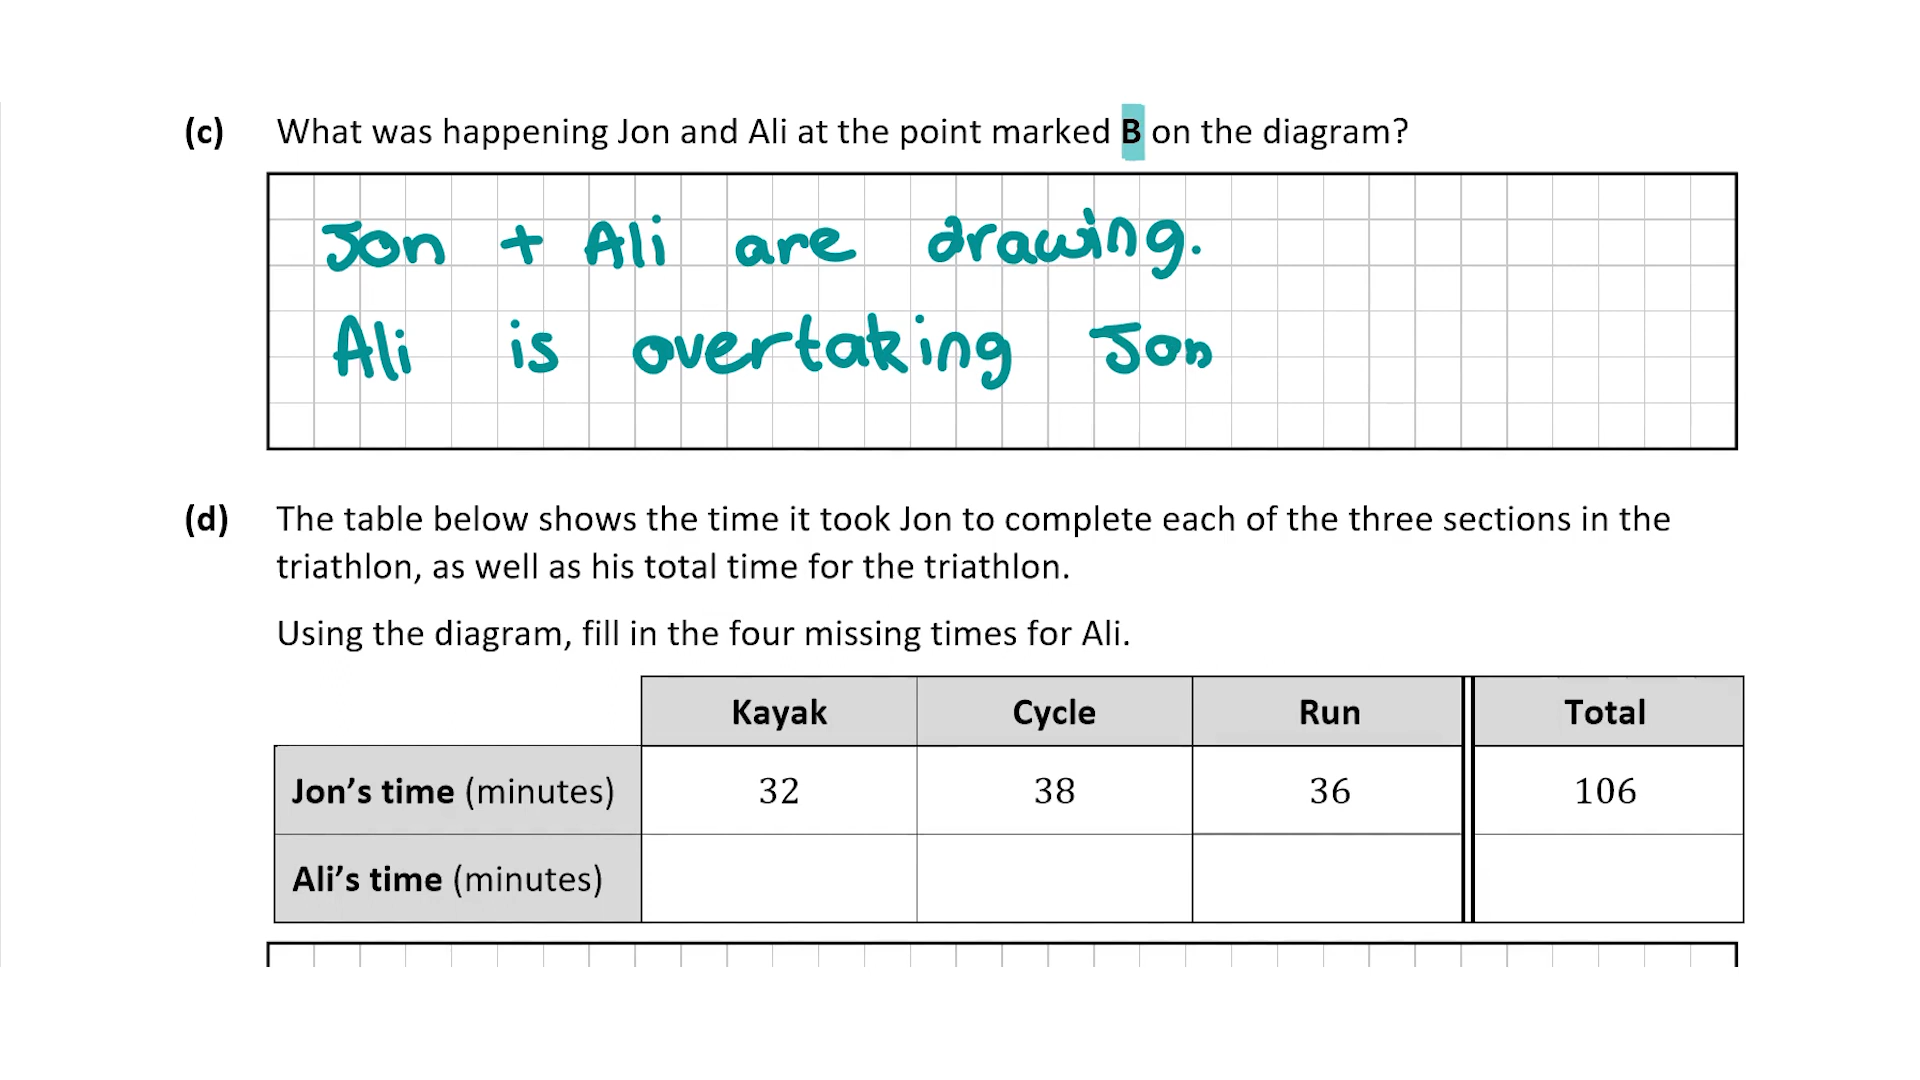 (c) What was happening Jon and Ali at the point marked B on the diagram?
Jon + Ali are drawing.
Ali is overtaking Jon
(d) The table below shows the time it took Jon to complete each of the three sections in the
triathlon, as well as his total time for the triathlon.
Using the diagram, fill in the four missing times for Ali.
Kayak Cycle Run Total
Jon's time (minutes) 32 38 36 106
Ali's time (minutes)